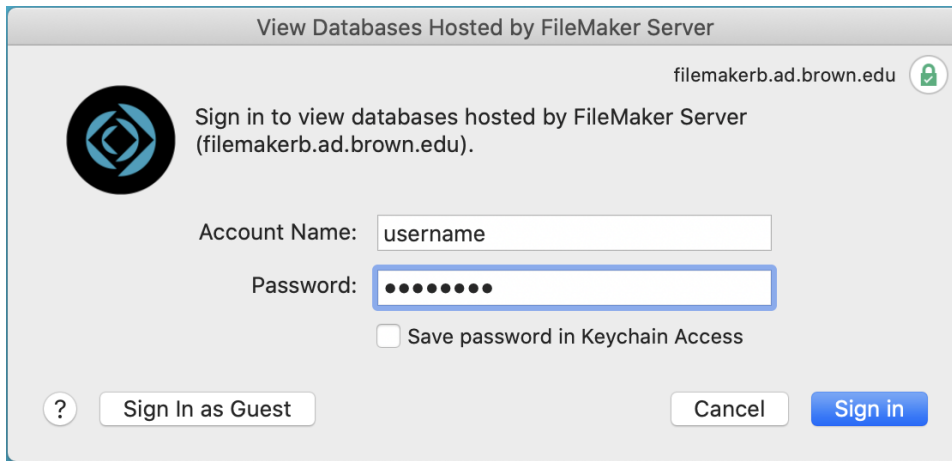 View Databases Hosted by FileMaker Server
filemakerb.ad.brown.edu
Sign in to view databases hosted by FileMaker Server
(filemakerb.ad.brown.edu).
Account Name: username
Password: ••••••••
Save password in Keychain Access
? Sign In as Guest Cancel Sign in